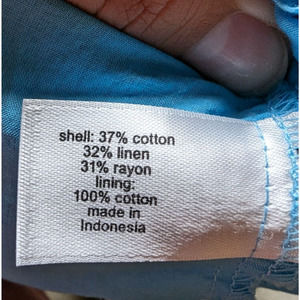 shell: 37% cotton
32% linen
31% rayon
lining:
100% cotton
made in
Indonesia